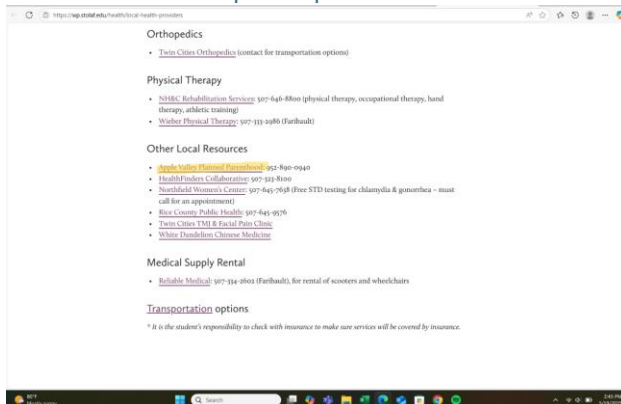 https://wp.stolaf.edu/health/local-health-providers
Orthopedics
• Twin Cities Orthopedics (contact for transportation options)
Physical Therapy
• NH&C Rehabilitation Services: 507-646-8800 (physical therapy, occupational therapy, hand
therapy, athletic training)
• Wieber Physical Therapy: 507-333-2986 (Faribault)
Other Local Resources
• Apple Valley Planned Parenthood: 952-890-0940
• HealthFinders Collaborative: 507-323-8100
• Northfield Women's Center: 507-645-7638 (Free STD testing for chlamydia & gonorrhea – must
call for an appointment)
• Rice County Public Health: 507-645-9576
• Twin Cities TMJ & Facial Pain Clinic
• White Dandelion Chinese Medicine
Medical Supply Rental
• Reliable Medical: 507-334-2602 (Faribault), for rental of scooters and wheelchairs
Transportation options
* It is the student's responsibility to check with insurance to make sure services will be covered by insurance.
Search
2:45 PM